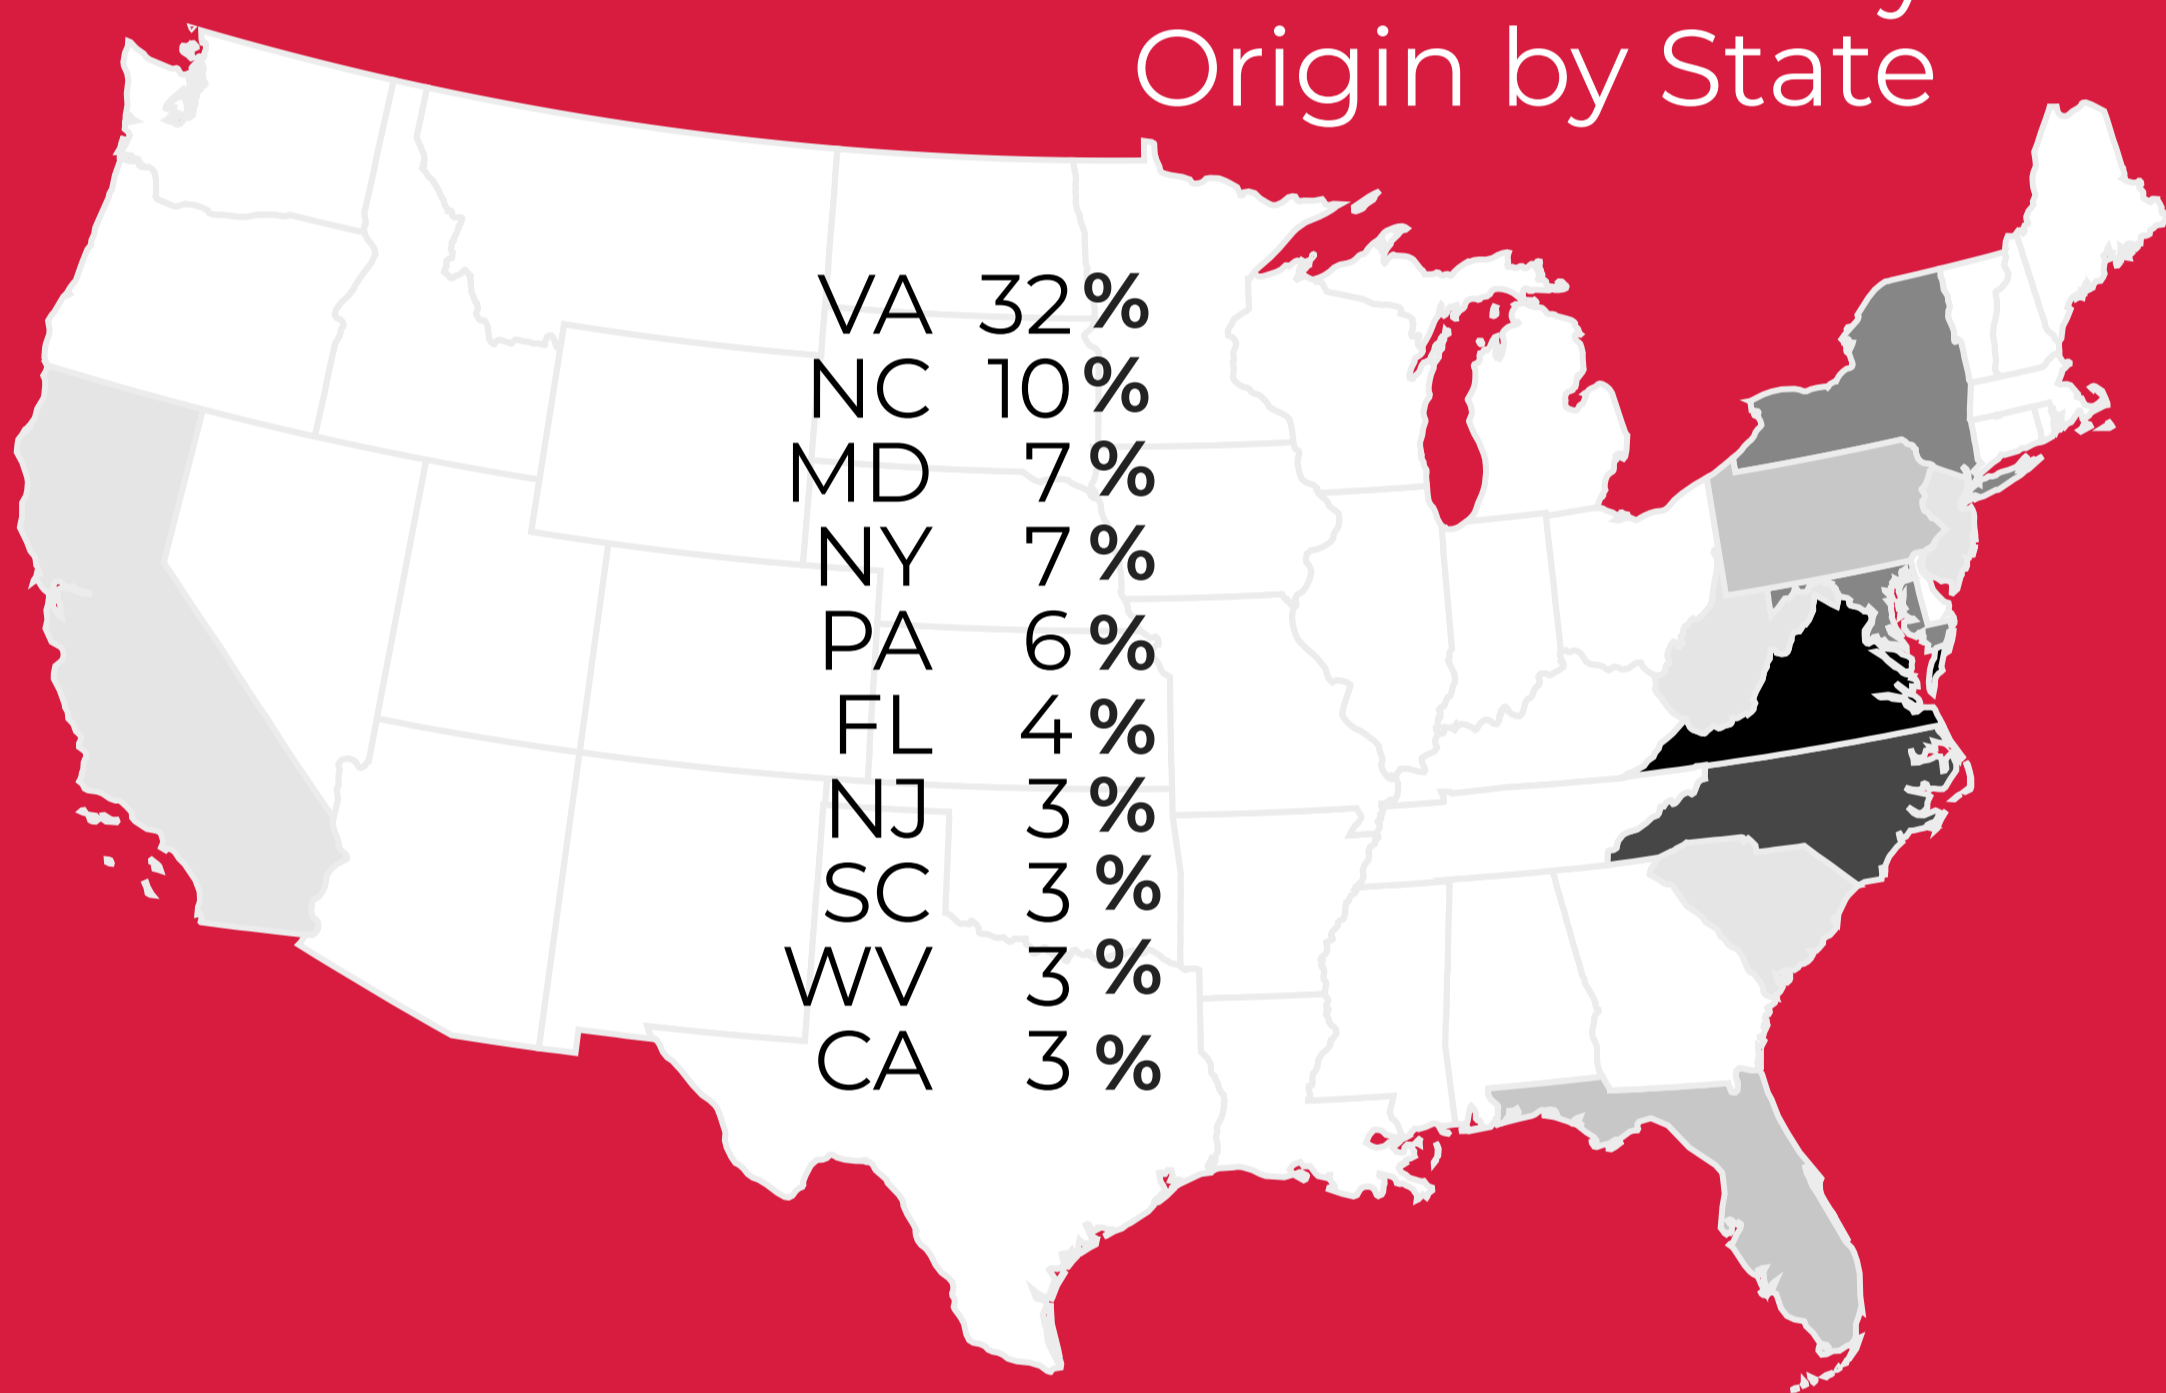 Origin by State
VA 32%
NC 10%
MD 7%
NY 7%
PA 6%
FL 4%
NJ 3%
SC 3%
WV 3%
CA 3%